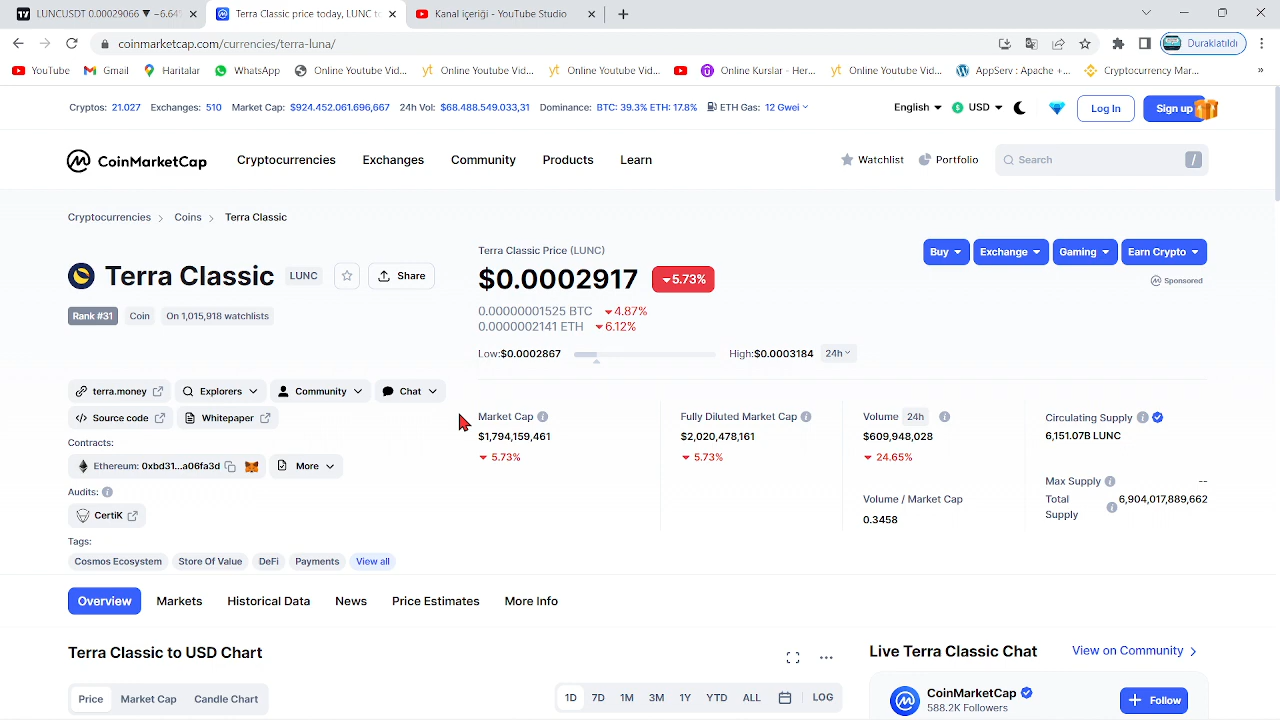 LUNCUSDT 0.00029066 ▼ −6.64%
Terra Classic price today, LUNC to
Kanal içeriği - YouTube Studio
coinmarketcap.com/currencies/terra-luna/
Duraklatıldı
YouTube
Gmail
Haritalar
WhatsApp
Online Youtube Vid...
Online Youtube Vid...
Online Youtube Vid...
Online Kurslar - Her...
Online Youtube Vid...
AppServ : Apache +...
Cryptocurrency Mar...
»
Cryptos: 21.027 Exchanges: 510 Market Cap: $924.452.061.696,667 24h Vol: $68.488.549.033,31 Dominance: BTC: 39.3% ETH: 17.8% ETH Gas: 12 Gwei
English
USD
Log In
Sign up
CoinMarketCap
Cryptocurrencies
Exchanges
Community
Products
Learn
Watchlist
Portfolio
Search
/
Cryptocurrencies > Coins > Terra Classic
Terra Classic Price (LUNC)
Buy
Exchange
Gaming
Earn Crypto
Terra Classic LUNC
Share
$0.0002917 5.73%
Sponsored
Rank #31
Coin
On 1,015,918 watchlists
0.00000001525 BTC 4.87%
0.0000002141 ETH 6.12%
Low:$0.0002867
High:$0.0003184
24h
terra.money
Explorers
Community
Chat
Source code
Whitepaper
Contracts:
Ethereum: 0xbd31...a06fa3d
More
Audits:
CertiK
Tags:
Cosmos Ecosystem
Store Of Value
DeFi
Payments
View all
Market Cap
$1,794,159,461
5.73%
Fully Diluted Market Cap
$2,020,478,161
5.73%
Volume 24h
$609,948,028
24.65%
Volume / Market Cap
0.3458
Circulating Supply
6,151.07B LUNC
Max Supply --
Total Supply 6,904,017,889,662
Overview
Markets
Historical Data
News
Price Estimates
More Info
Terra Classic to USD Chart
Price
Market Cap
Candle Chart
1D
7D
1M
3M
1Y
YTD
ALL
LOG
Live Terra Classic Chat
View on Community
CoinMarketCap
588.2K Followers
Follow